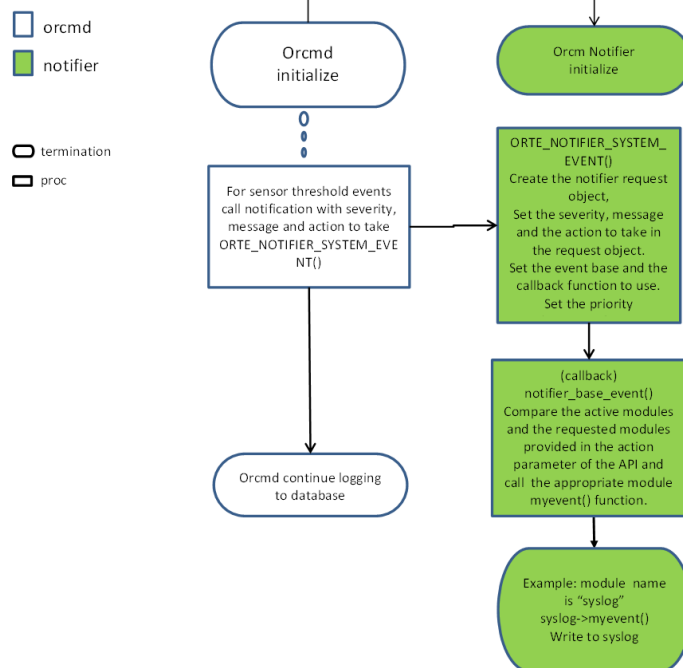 orcmd
notifier
termination
proc
Orcmd
initialize
For sensor threshold events
call notification with severity,
message and action to take
ORTE_NOTIFIER_SYSTEM_EVE
NT()
Orcmd continue logging
to database
Orcm Notifier
initialize
ORTE_NOTIFIER_SYSTEM_
EVENT()
Create the notifier request
object,
Set the severity, message
and the action to take in
the request object.
Set the event base and the
callback function to use.
Set the priority
(callback)
notifier_base_event()
Compare the active modules
and the requested modules
provided in the action
parameter of the API and
call the appropriate module
myevent() function.
Example: module name
is “syslog”
syslog->myevent()
Write to syslog